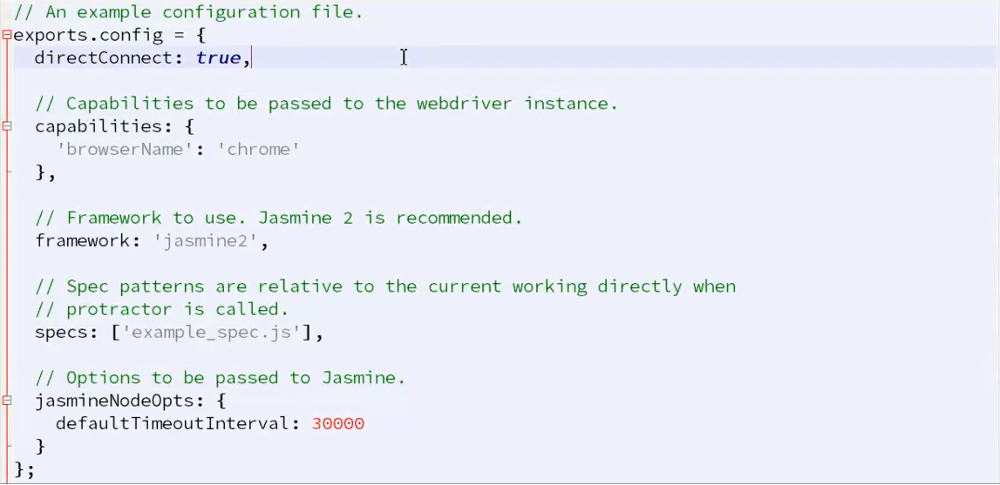 // An example configuration file.
exports.config = {
  directConnect: true,

  // Capabilities to be passed to the webdriver instance.
  capabilities: {
    'browserName': 'chrome'
  },

  // Framework to use. Jasmine 2 is recommended.
  framework: 'jasmine2',

  // Spec patterns are relative to the current working directly when
  // protractor is called.
  specs: ['example_spec.js'],

  // Options to be passed to Jasmine.
  jasmineNodeOpts: {
    defaultTimeoutInterval: 30000
  }
};